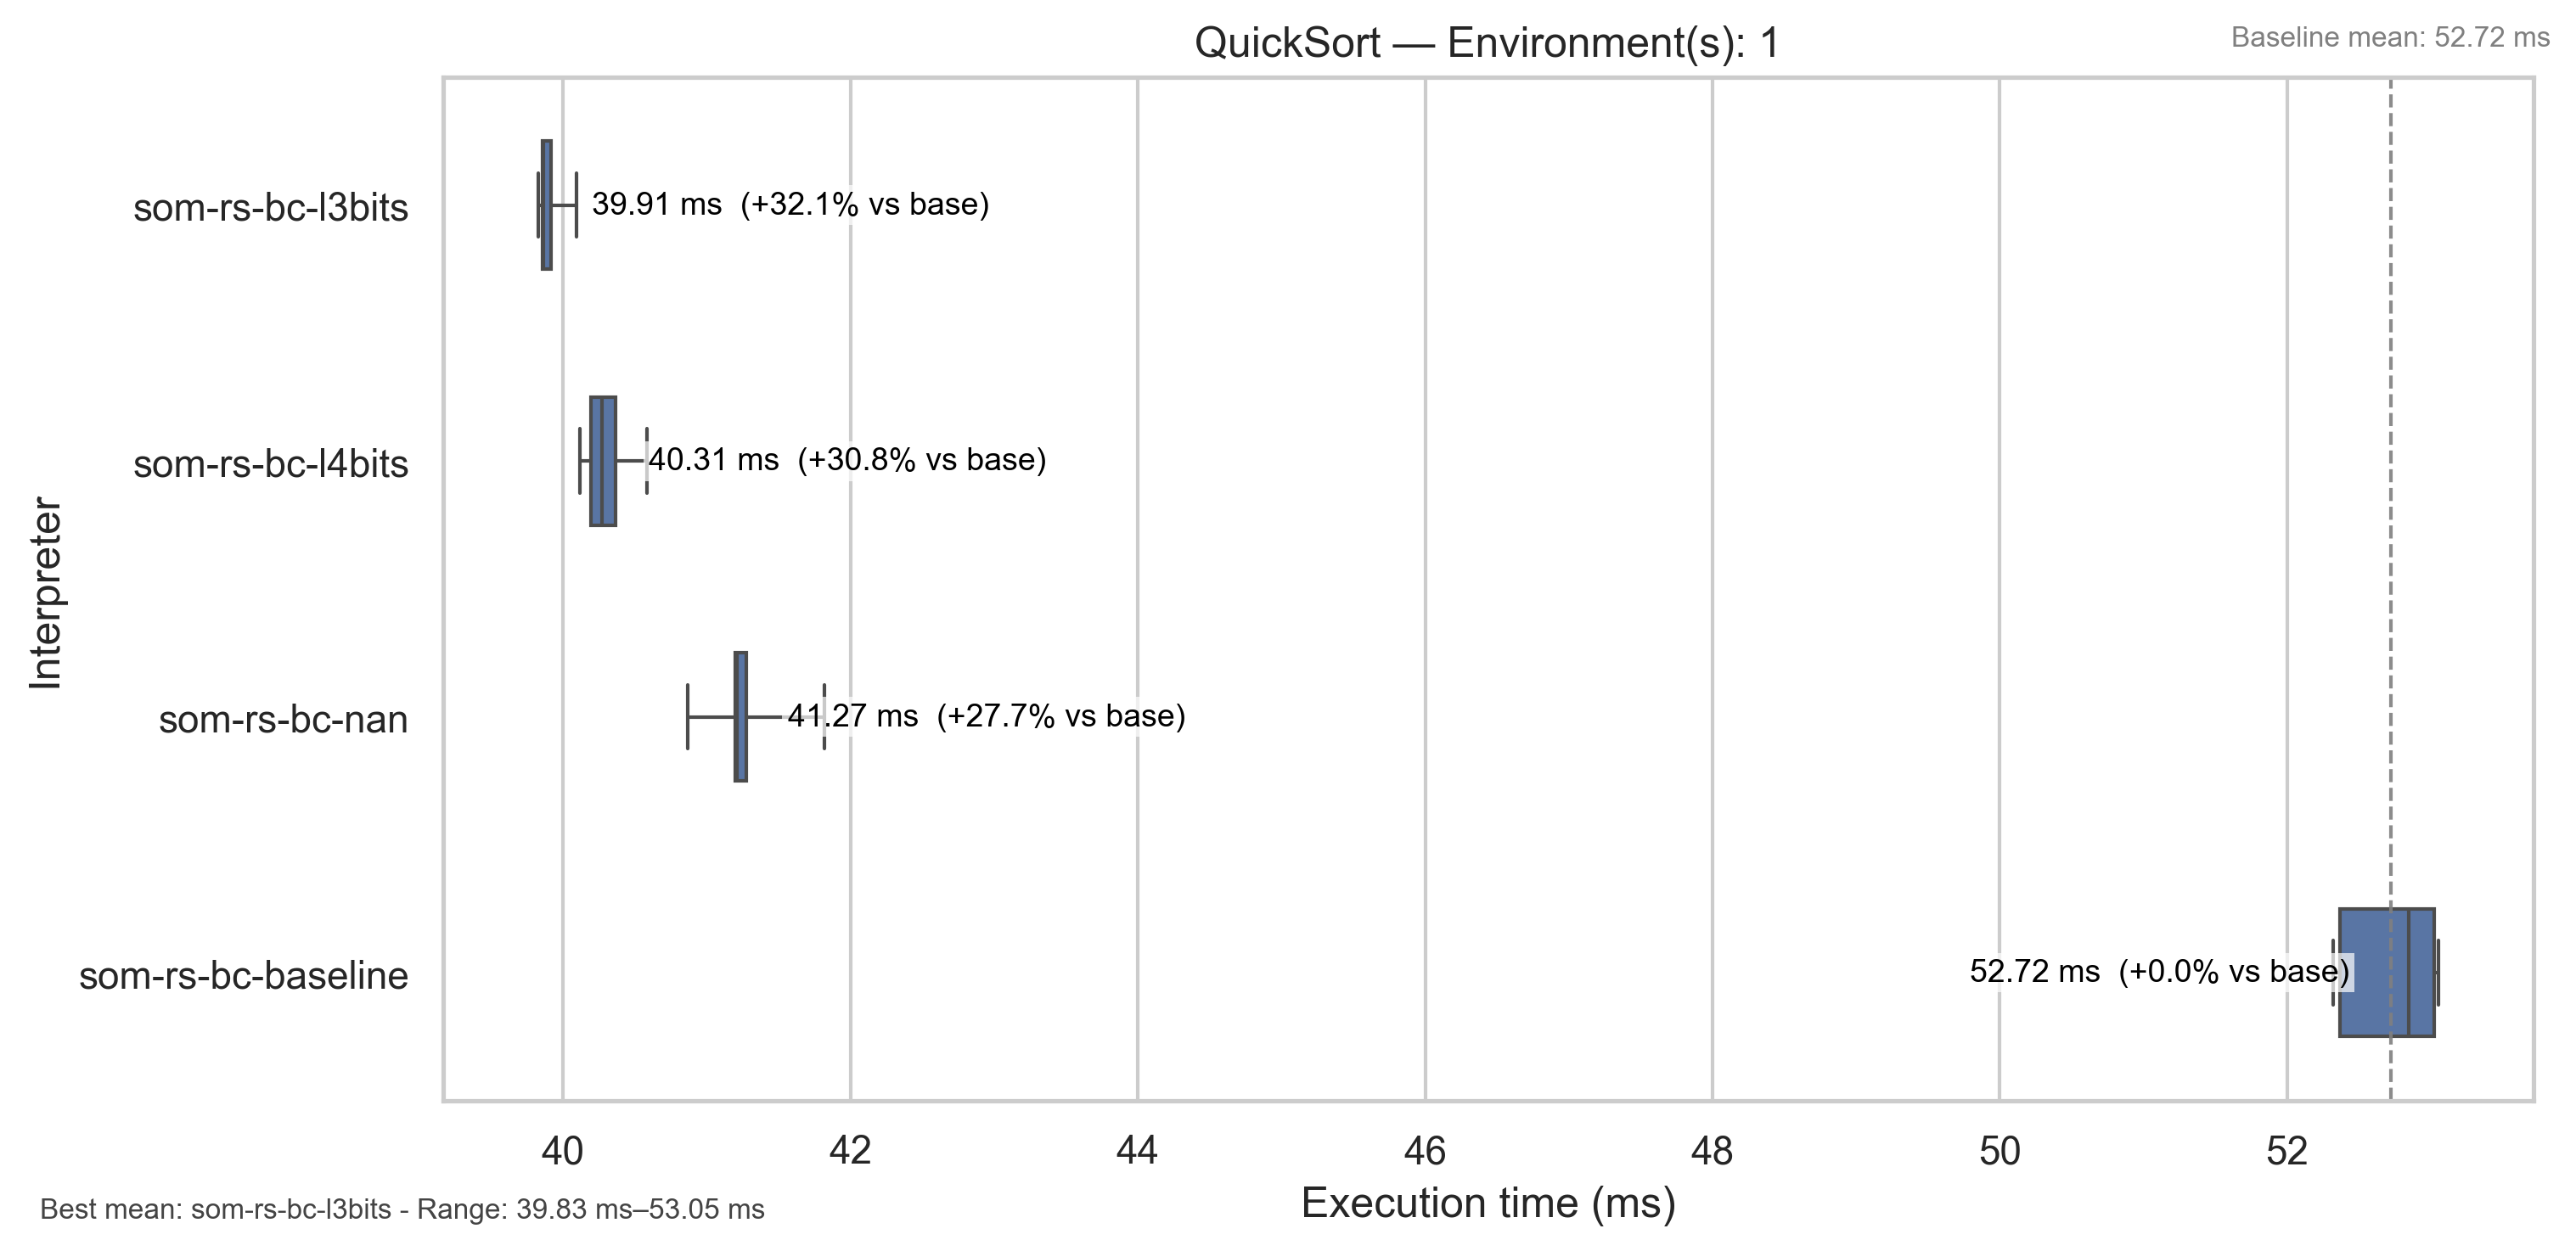 QuickSort — Environment(s): 1
Baseline mean: 52.72 ms
Interpreter
som-rs-bc-l3bits
39.91 ms  (+32.1% vs base)
som-rs-bc-l4bits
40.31 ms  (+30.8% vs base)
som-rs-bc-nan
41.27 ms  (+27.7% vs base)
som-rs-bc-baseline
52.72 ms  (+0.0% vs base)
40 42 44 46 48 50 52
Execution time (ms)
Best mean: som-rs-bc-l3bits - Range: 39.83 ms–53.05 ms